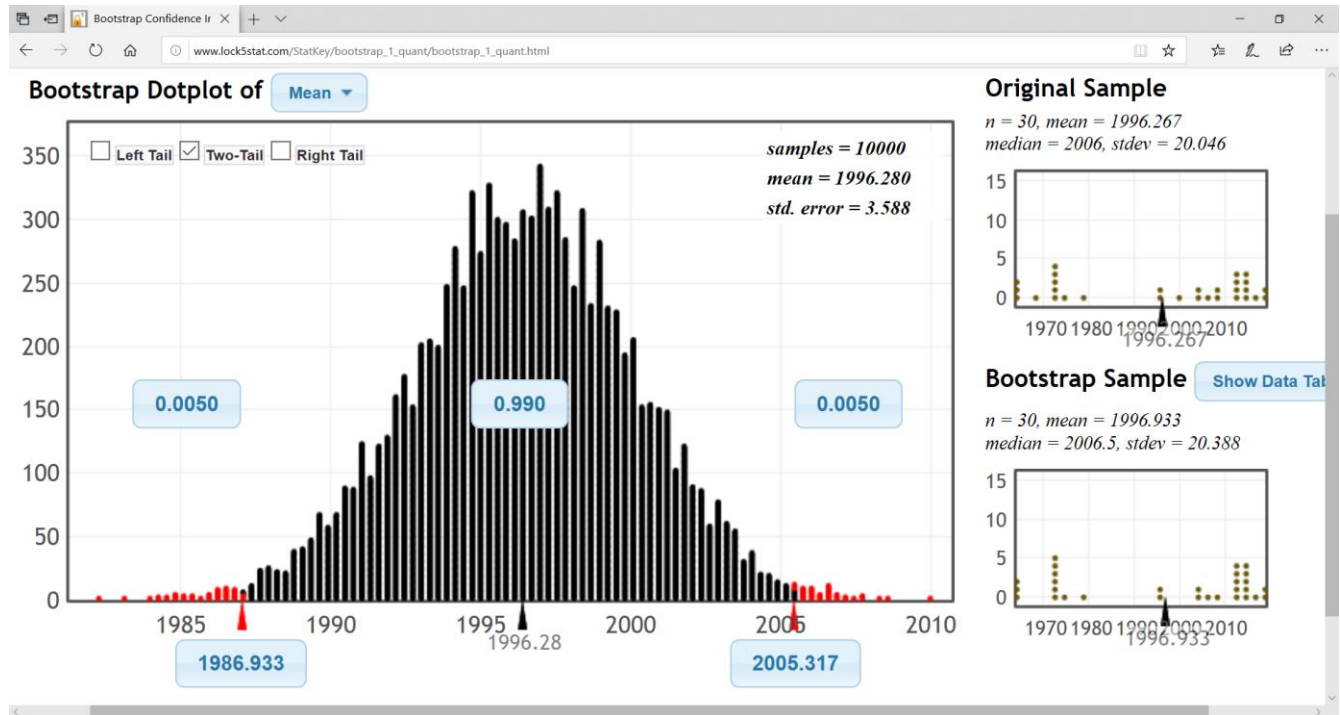 Bootstrap Confidence Ir
www.lock5stat.com/StatKey/bootstrap_1_quant/bootstrap_1_quant.html
Bootstrap Dotplot of Mean
Left Tail Two-Tail Right Tail
samples = 10000
mean = 1996.280
std. error = 3.588
350
300
250
200
150
100
50
0
0.0050 0.990 0.0050
1985 1990 1995 2000 2005 2010
1996.28
1986.933 2005.317
Original Sample
n = 30, mean = 1996.267
median = 2006, stdev = 20.046
15
10
5
0
1970 1980 1990 2000 2010
1996.267
Bootstrap Sample Show Data Tab
n = 30, mean = 1996.933
median = 2006.5, stdev = 20.388
15
10
5
0
1970 1980 1990 2000 2010
1996.933